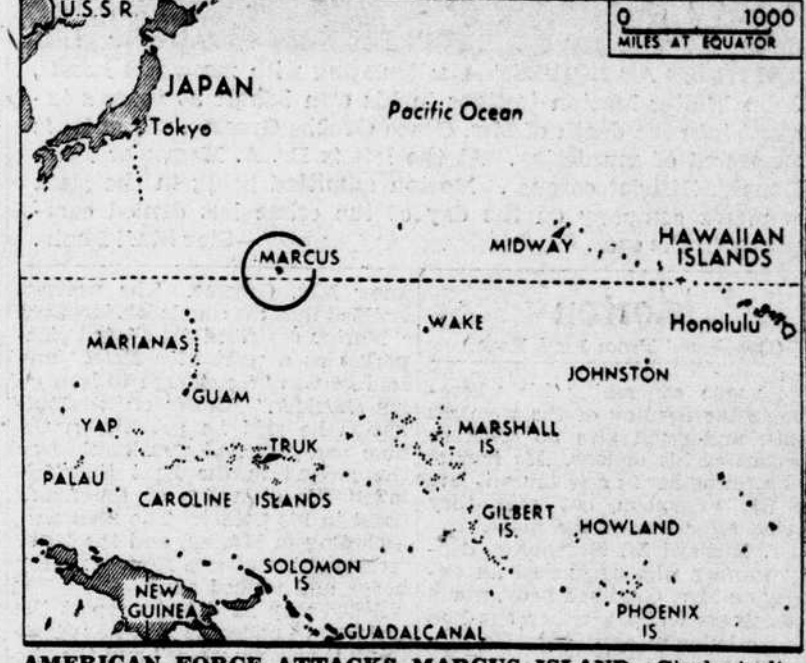 U.S.S R
0 1000
MILES AT EQUATOR
JAPAN
Pacific Ocean
Tokyo
MIDWAY
HAWAIIAN
ISLANDS
MARCUS
WAKE
Honolulu
MARIANAS
JOHNSTON
GUAM
YAP
MARSHALL
IS.
TRUK
PALAU
CAROLINE ISLANDS
GILBERT
IS.
HOWLAND
SOLOMON
IS
NEW
GUINEA
PHOENIX
IS
GUADALCANAL
AMERICAN FORCE ATTACKS MARCUS ISLAND